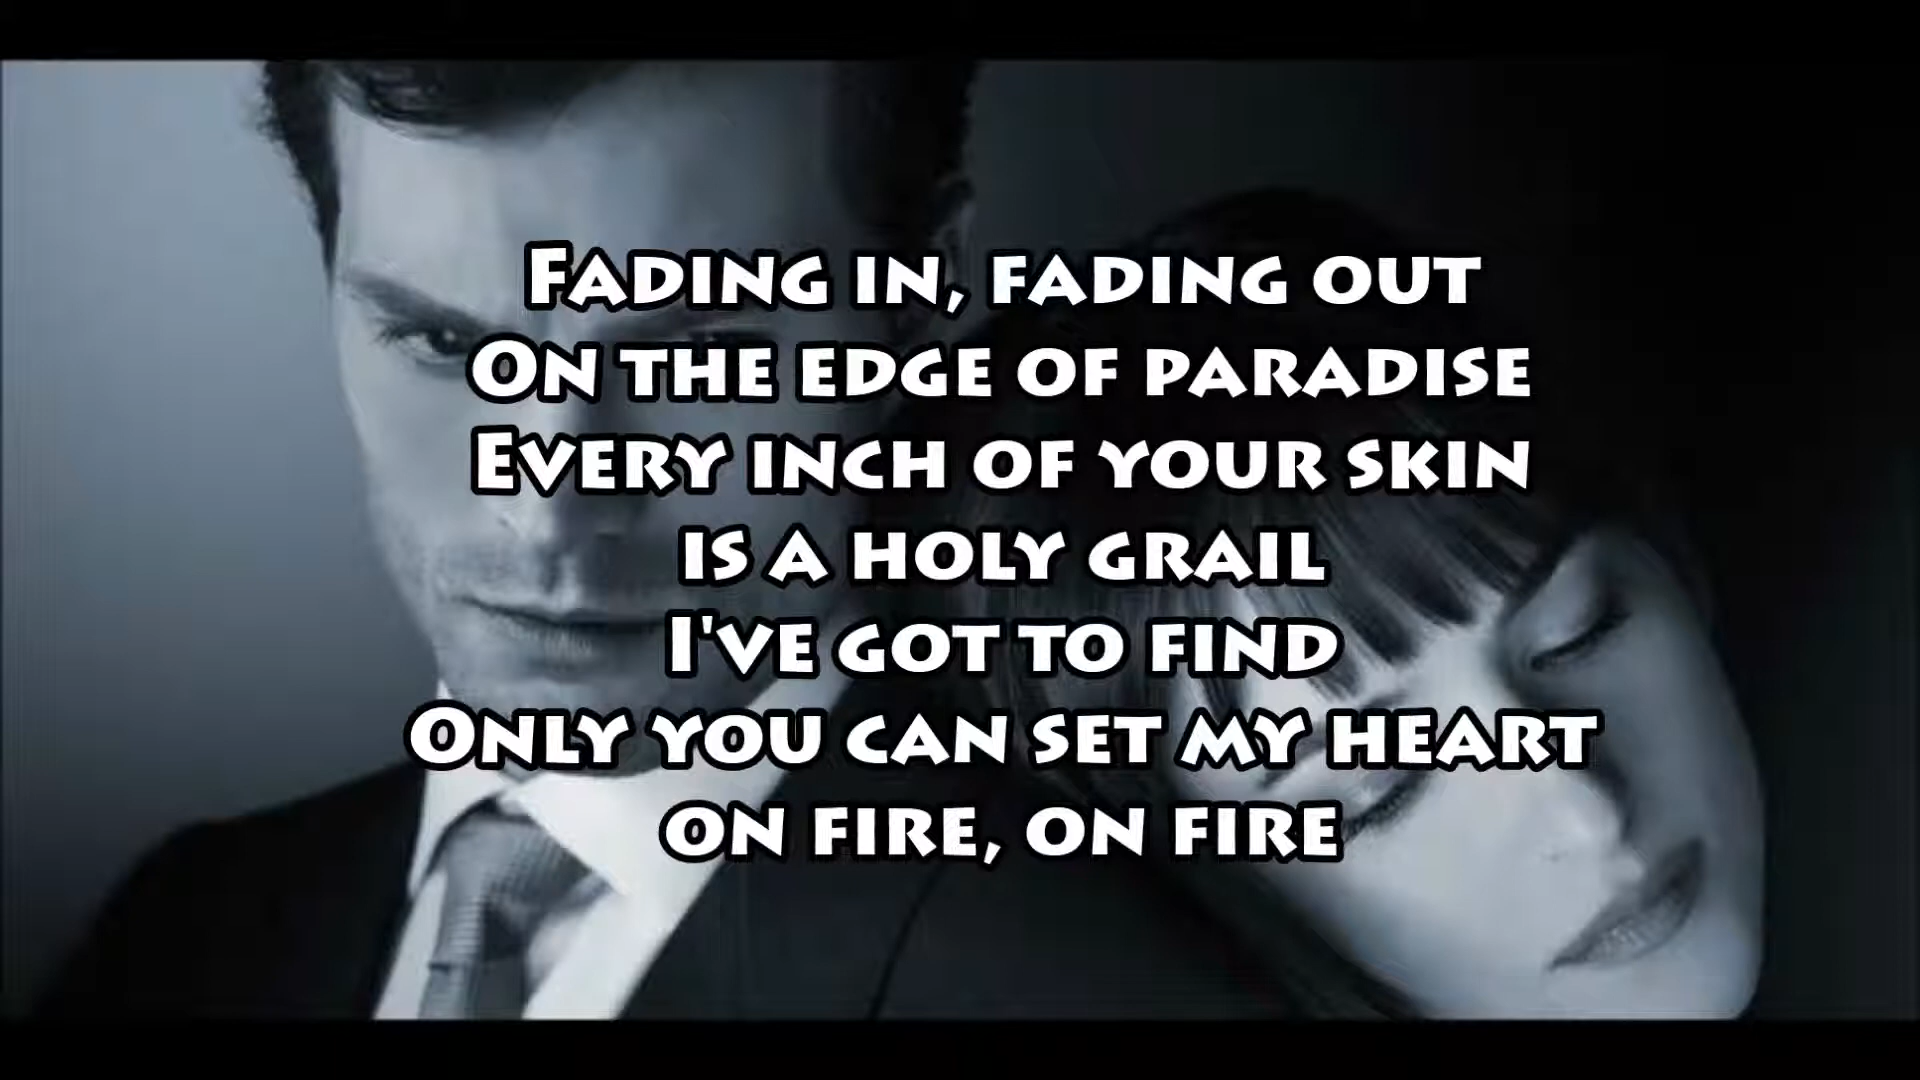 Fading in, fading out
On the edge of paradise
Every inch of your skin
is a holy grail
I've got to find
Only you can set my heart
on fire, on fire